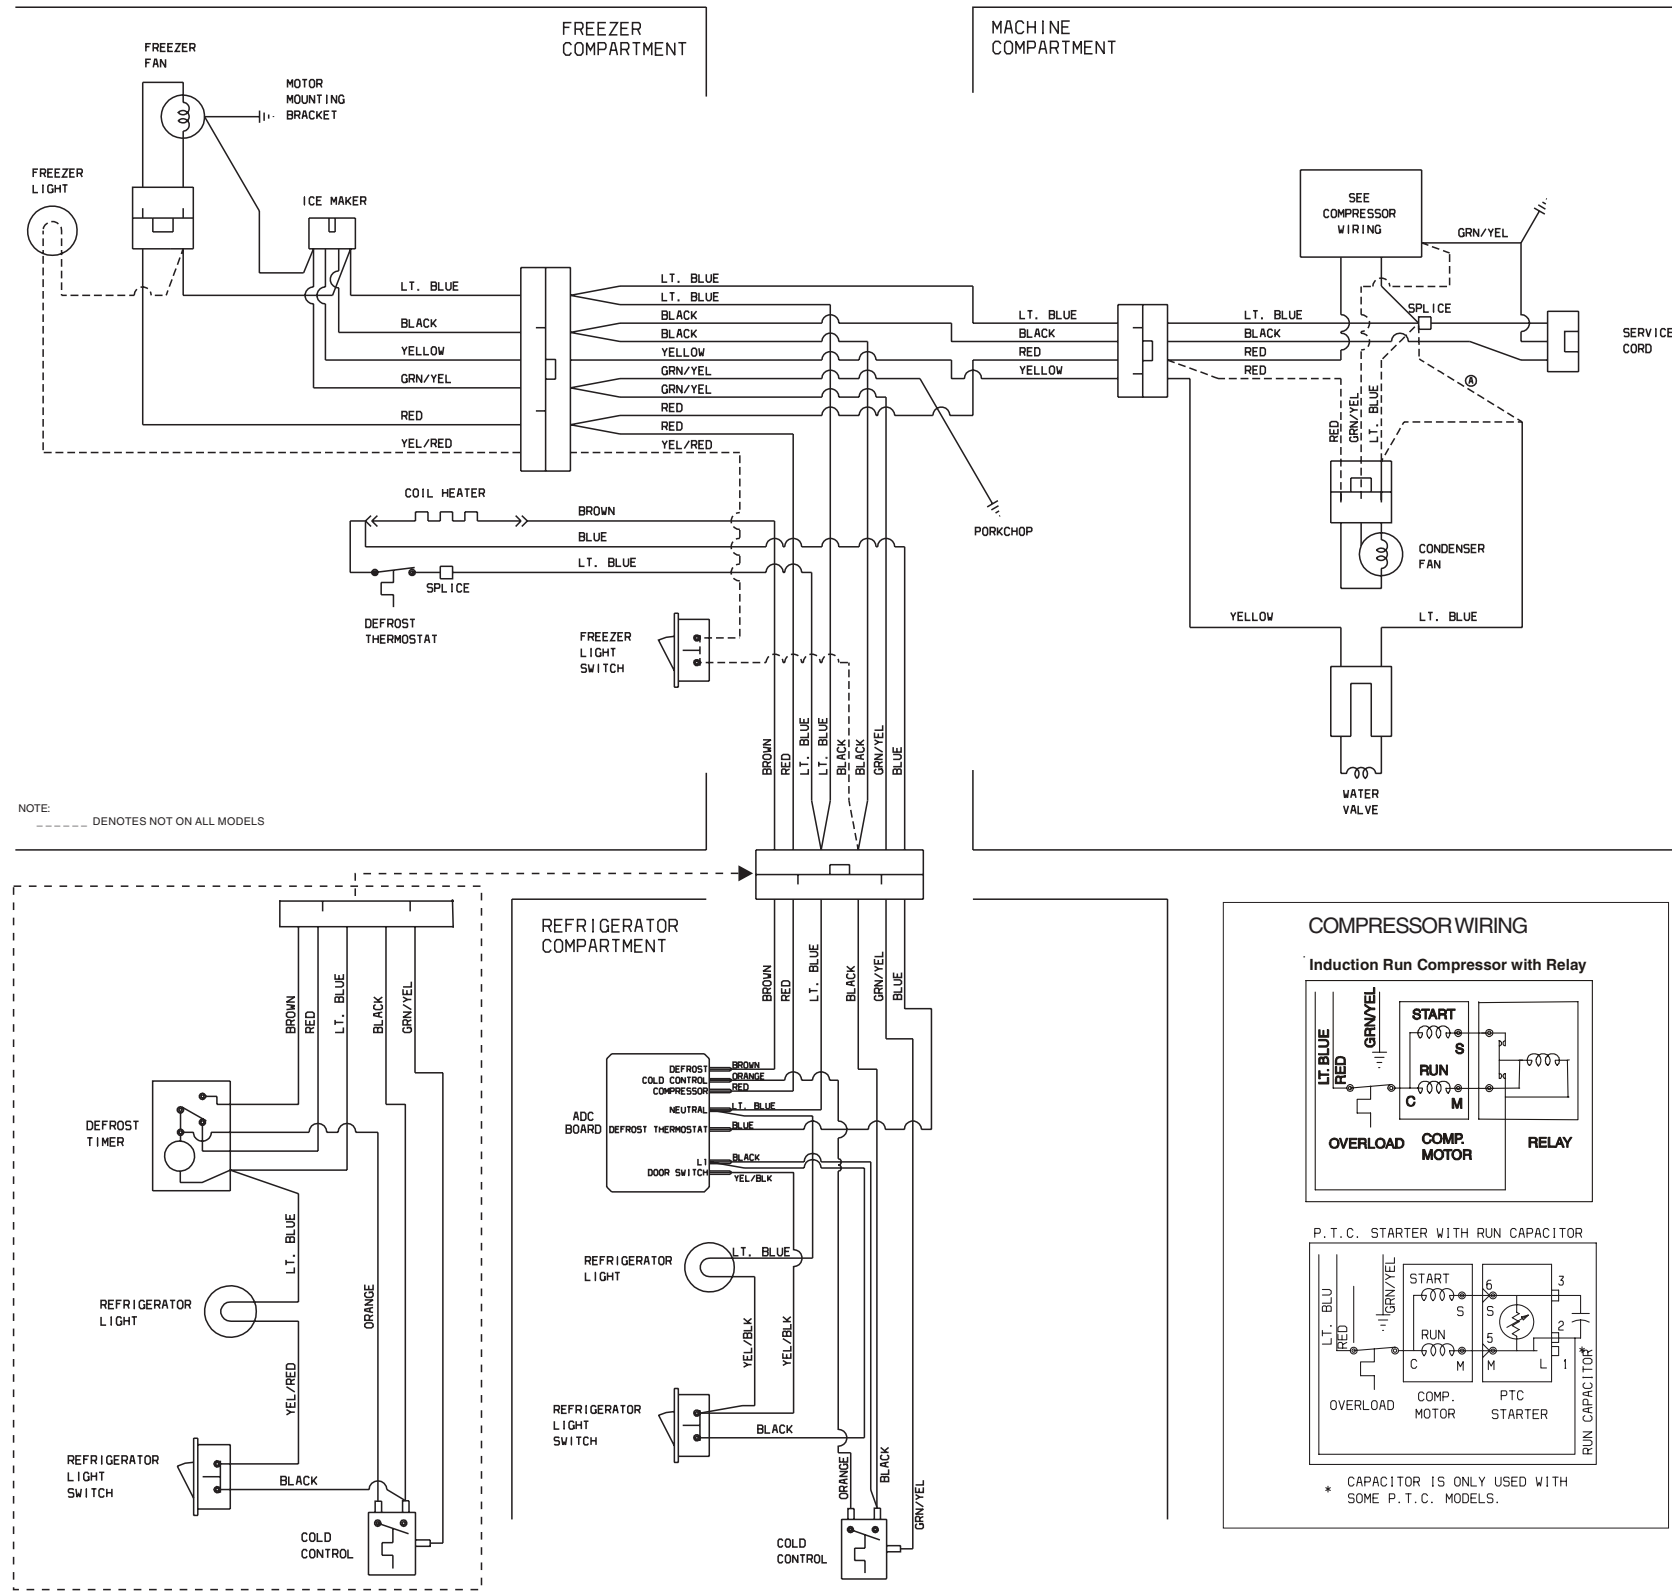 FREEZER
COMPARTMENT
MACHINE
COMPARTMENT
FREEZER
FAN
MOTOR
MOUNTING
BRACKET
FREEZER
LIGHT
ICE MAKER
LT. BLUE
BLACK
YELLOW
GRN/YEL
RED
YEL/RED
LT. BLUE
LT. BLUE
BLACK
BLACK
YELLOW
GRN/YEL
GRN/YEL
RED
RED
YEL/RED
LT. BLUE
BLACK
RED
YELLOW
SEE
COMPRESSOR
WIRING
GRN/YEL
SPLICE
LT. BLUE
BLACK
RED
RED
SERVICE
CORD
A
RED
GRN/YEL
LT. BLUE
CONDENSER
FAN
YELLOW
LT. BLUE
WATER
VALVE
PORKCHOP
COIL HEATER
BROWN
BLUE
LT. BLUE
SPLICE
DEFROST
THERMOSTAT
FREEZER
LIGHT
SWITCH
BROWN
RED
LT. BLUE
LT. BLUE
BLACK
BLACK
GRN/YEL
BLUE
NOTE:
______ DENOTES NOT ON ALL MODELS
BROWN
RED
LT. BLUE
BLACK
GRN/YEL
DEFROST
TIMER
LT. BLUE
ORANGE
REFRIGERATOR
LIGHT
YEL/RED
REFRIGERATOR
LIGHT
SWITCH
BLACK
COLD
CONTROL
REFRIGERATOR
COMPARTMENT
BROWN
RED
LT. BLUE
BLACK
GRN/YEL
BLUE
ADC
BOARD
DEFROST
COLD CONTROL
COMPRESSOR
NEUTRAL
DEFROST THERMOSTAT
L1
DOOR SWITCH
BROWN
ORANGE
RED
LT. BLUE
BLUE
BLACK
YEL/BLK
REFRIGERATOR
LIGHT
LT. BLUE
YEL/BLK
YEL/BLK
REFRIGERATOR
LIGHT
SWITCH
BLACK
ORANGE
BLACK
GRN/YEL
COLD
CONTROL
COMPRESSOR WIRING
Induction Run Compressor with Relay
LT. BLUE
RED
GRN/YEL
START
S
RUN
C
M
OVERLOAD
COMP.
MOTOR
RELAY
P.T.C. STARTER WITH RUN CAPACITOR
LT. BLU
RED
GRN/YEL
START
S
RUN
C
M
6
S
5
M
L
3
2
1
*
OVERLOAD
COMP.
MOTOR
PTC
STARTER
RUN CAPACITOR
* CAPACITOR IS ONLY USED WITH
SOME P.T.C. MODELS.